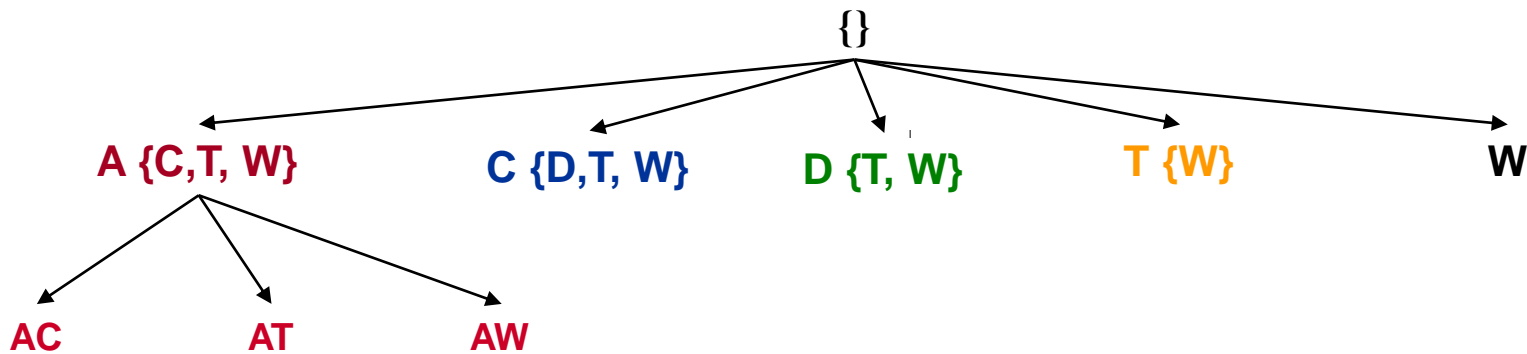 {}
A {C,T, W} C {D,T, W} D {T, W} T {W} W
AC AT AW